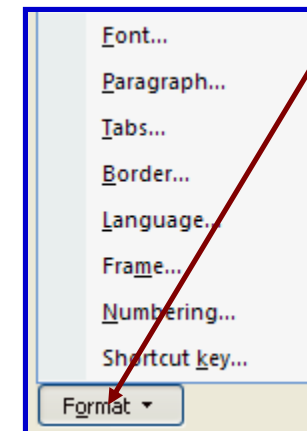 Font...
Paragraph...
Tabs...
Border...
Language...
Frame...
Numbering...
Shortcut key...
Format